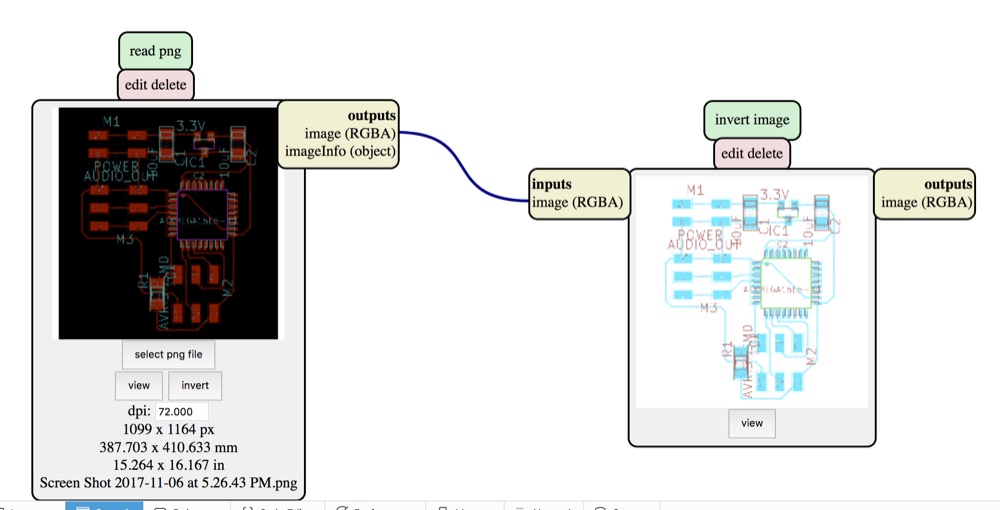 read png
edit delete
outputs
image (RGBA)
imageInfo (object)
M1
3.3V
IC1
10uF
C2
C2
POWER
AUDIO_OUT
M3
R1
M2
select png file
view
invert
dpi: 72.000
1099 x 1164 px
387.703 x 410.633 mm
15.264 x 16.167 in
Screen Shot 2017-11-06 at 5.26.43 PM.png
invert image
edit delete
inputs
image (RGBA)
outputs
image (RGBA)
M1
3.3V
IC1
10uF
C2
C2
POWER
AUDIO_OUT
M3
R1
M2
view